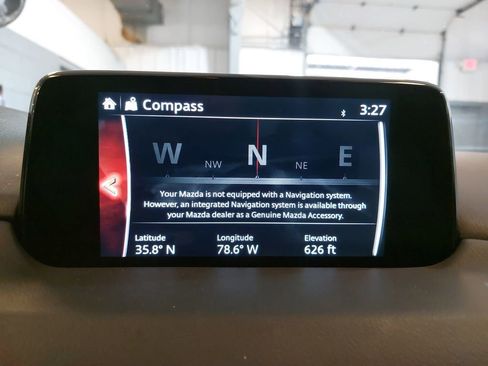 Compass
3:27
W NW N NE E
Your Mazda is not equipped with a Navigation system.
However, an integrated Navigation system is available through
your Mazda dealer as a Genuine Mazda Accessory.
Latitude Longitude Elevation
35.8° N 78.6° W 626 ft